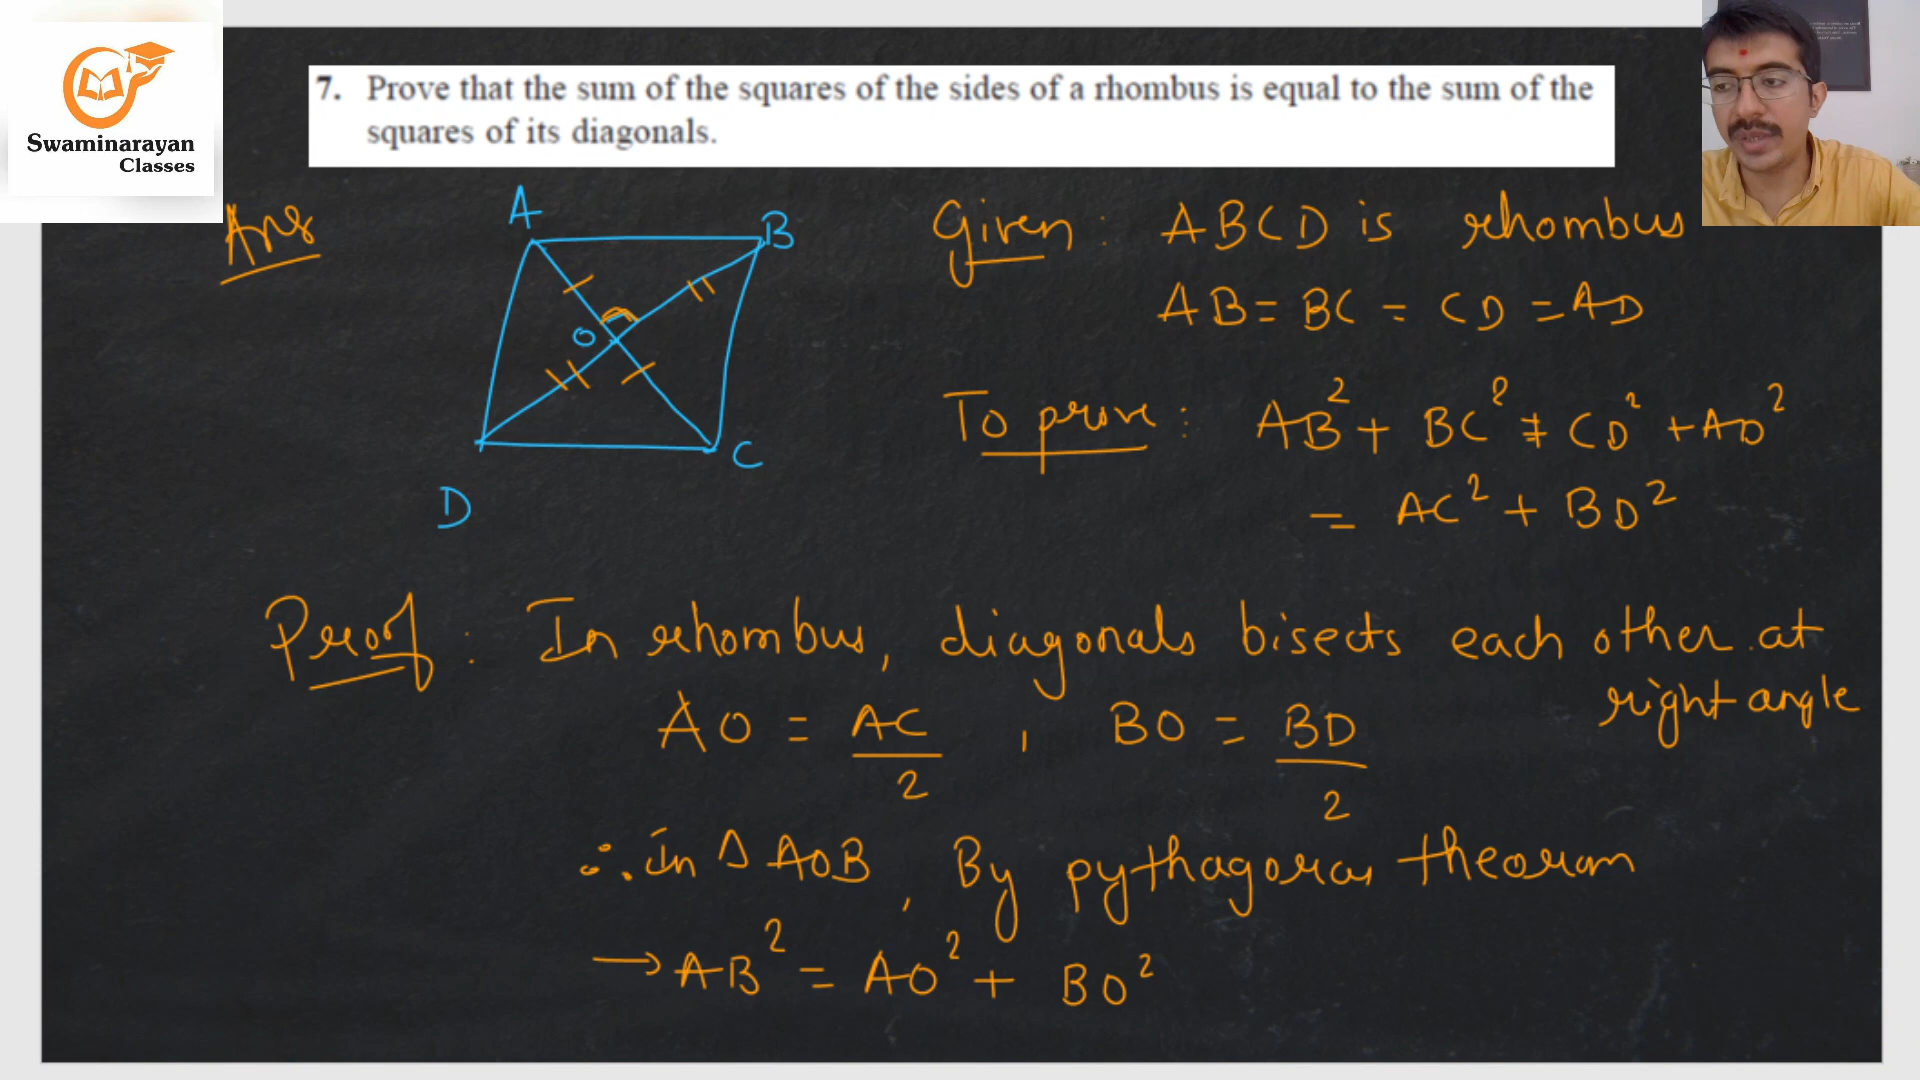 Swaminarayan
Classes
7. Prove that the sum of the squares of the sides of a rhombus is equal to the sum of the
squares of its diagonals.
Ans
A
B
O
C
D
Given: ABCD is rhombus
AB = BC = CD = AD
To prove: AB² + BC² + CD² + AD²
= AC² + BD²
Proof: In rhombus, diagonals bisects each other at
right angle
AO = AC/2, BO = BD/2
∴ In Δ AOB, By pythagoras theorem
→ AB² = AO² + BO²